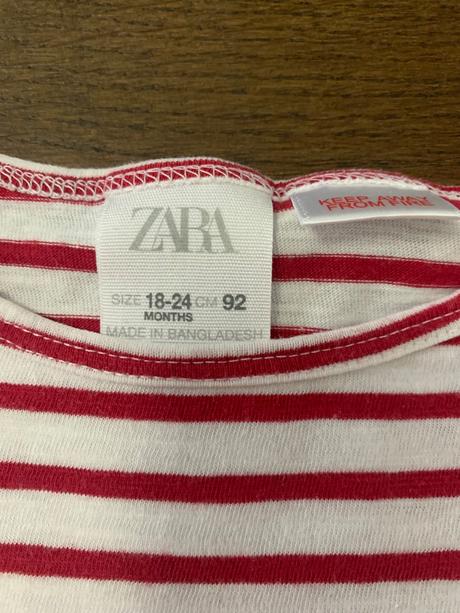 ZARA
SIZE 18-24 CM 92
MONTHS
MADE IN BANGLADESH
KEEP AWAY
FROM FIRE